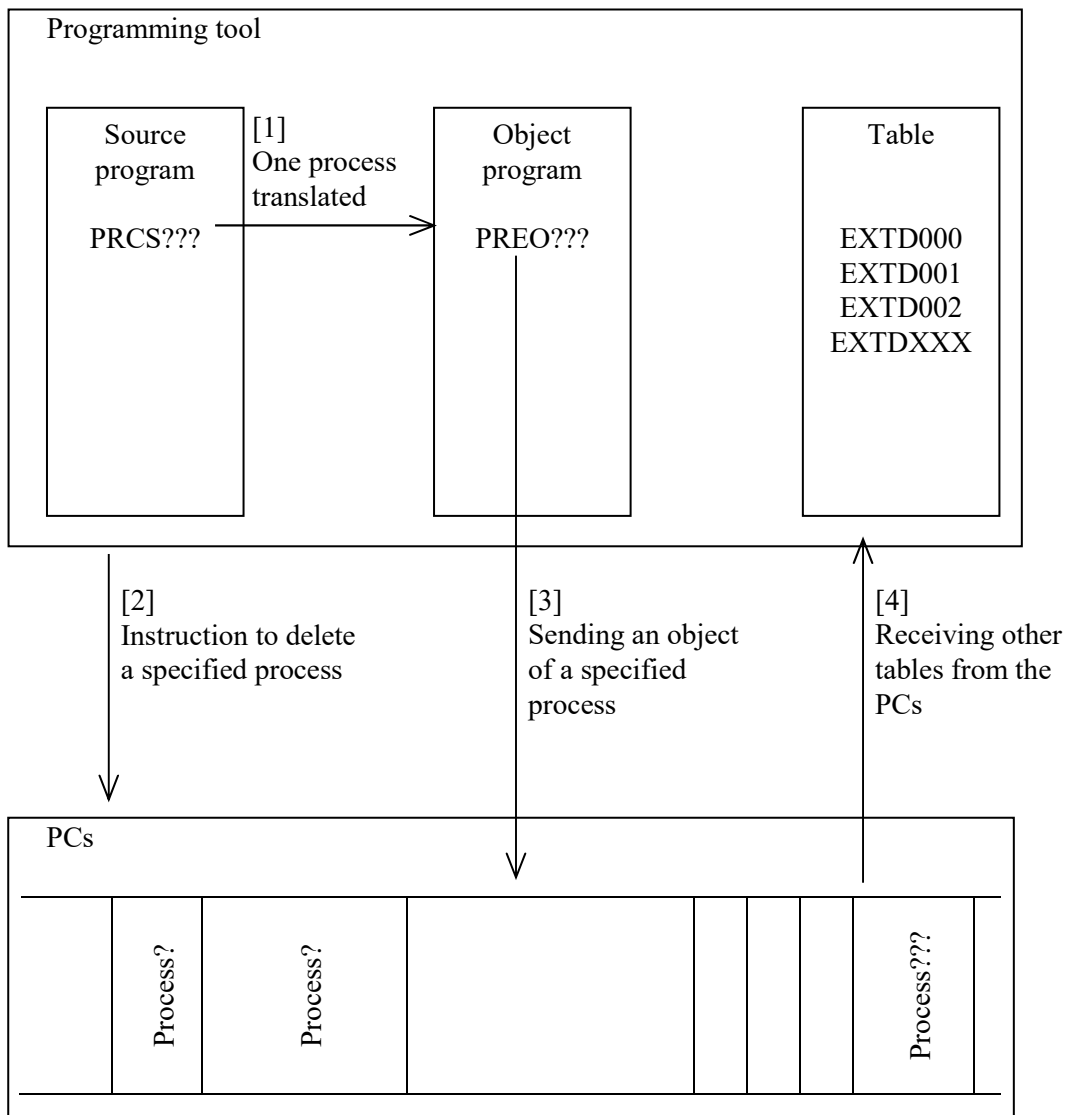 Programming tool
Source
program
PRCS???
[1]
One process
translated
Object
program
PREO???
Table
EXTD000
EXTD001
EXTD002
EXTDXXX
[2]
Instruction to delete
a specified process
[3]
Sending an object
of a specified
process
[4]
Receiving other
tables from the
PCs
PCs
Process?
Process?
Process???